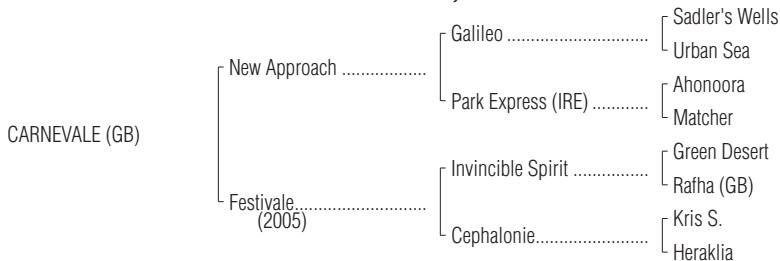 Sadler's Wells
Galileo ......................................
Urban Sea
New Approach ...................
Ahonoora
Park Express (IRE) .............
Matcher
CARNEVALE (GB)
Green Desert
Invincible Spirit ....................
Rafha (GB)
Festivale..............................
(2005)
Kris S.
Cephalonie..............................
Heraklia